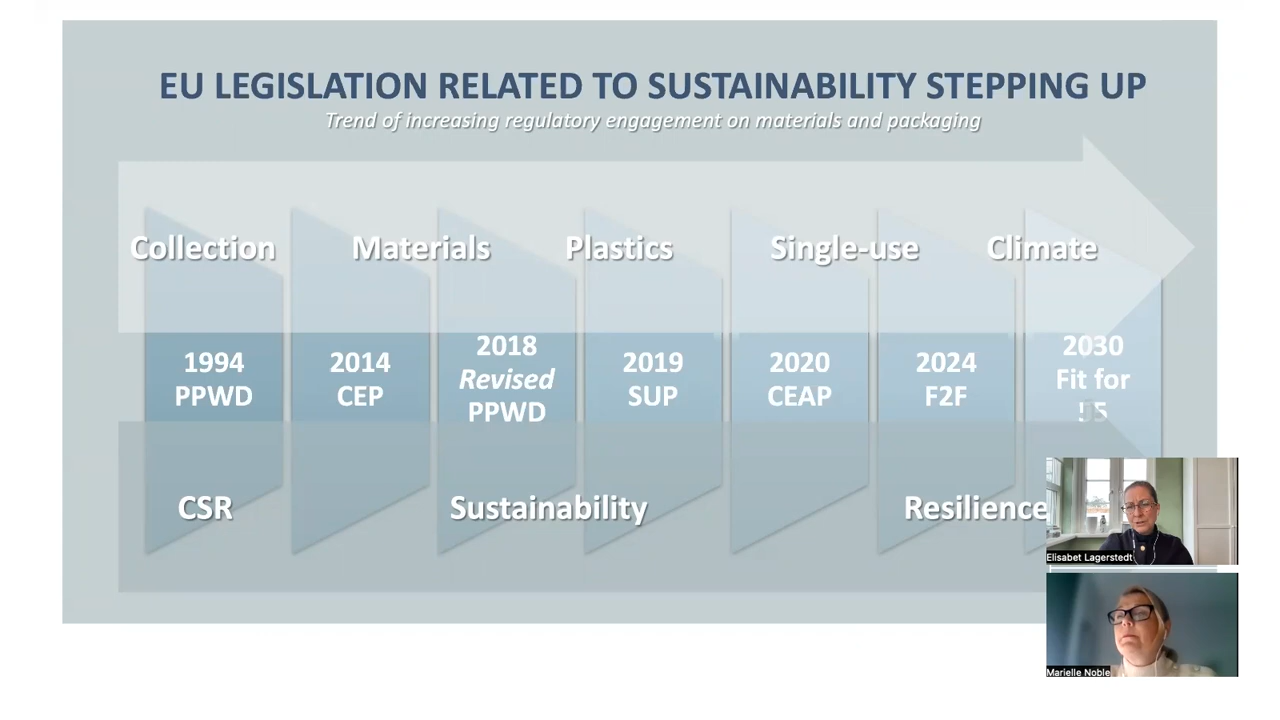 EU LEGISLATION RELATED TO SUSTAINABILITY STEPPING UP
Trend of increasing regulatory engagement on materials and packaging
Collection Materials Plastics Single-use Climate
1994
PPWD
2014
CEP
2018
Revised
PPWD
2019
SUP
2020
CEAP
2024
F2F
2030
Fit for
55
CSR Sustainability Resilience
Elisabet Lagerstedt
Marielle Noble